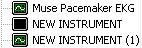 Muse Pacemaker EKG
NEW INSTRUMENT
NEW INSTRUMENT (1)